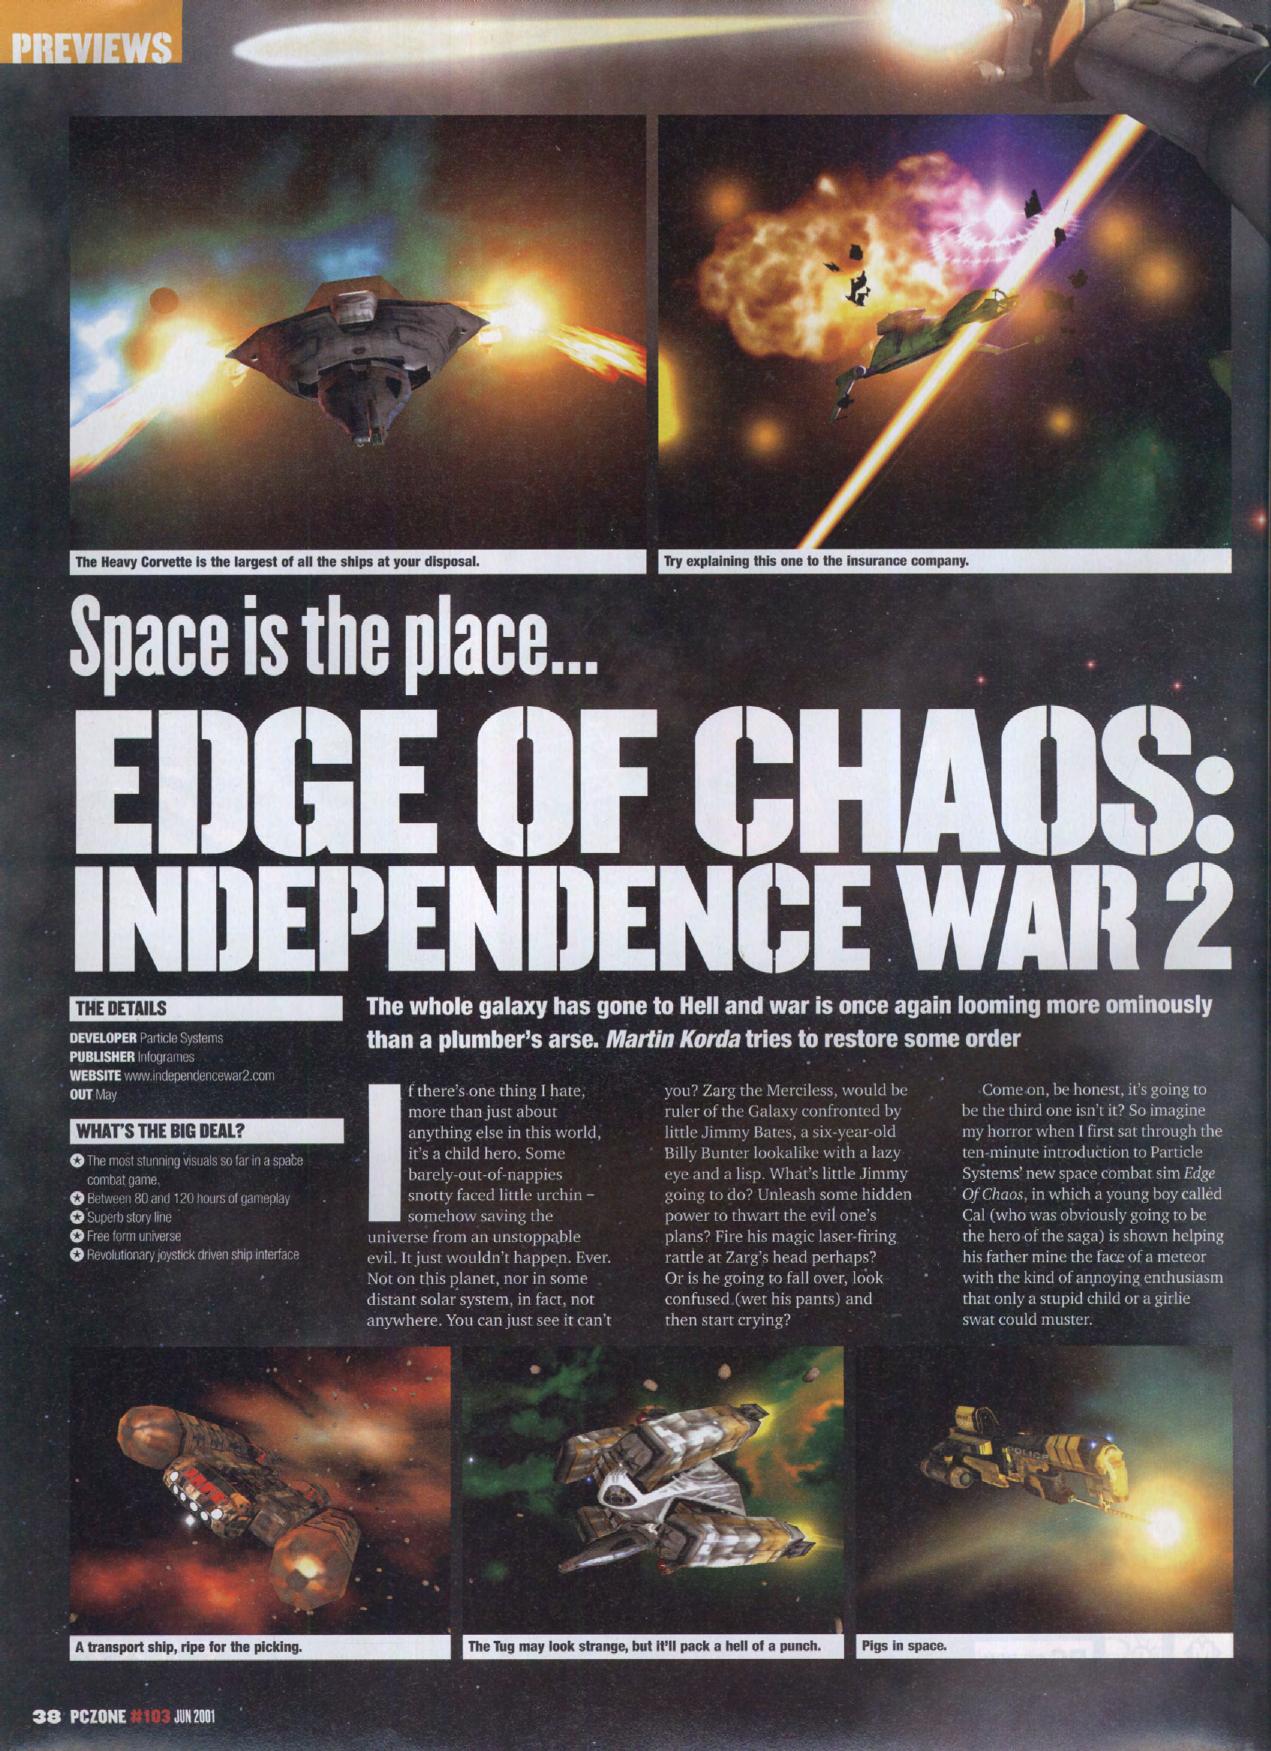 PREVIEWS
The Heavy Corvette is the largest of all the ships at your disposal.
Try explaining this one to the insurance company.
Space is the place...
EDGE OF CHAOS:
INDEPENDENCE WAR 2
THE DETAILS
DEVELOPER Particle Systems
PUBLISHER Infogrames
WEBSITE www.independencewar2.com
OUT May
WHAT'S THE BIG DEAL?
The most stunning visuals so far in a space
combat game.
Between 80 and 120 hours of gameplay
Superb story line
Free form universe
Revolutionary joystick driven ship interface
The whole galaxy has gone to Hell and war is once again looming more ominously
than a plumber's arse. Martin Korda tries to restore some order
If there's one thing I hate,
more than just about
anything else in this world,
it's a child hero. Some
barely-out-of-nappies
snotty faced little urchin –
somehow saving the
universe from an unstoppable
evil. It just wouldn't happen. Ever.
Not on this planet, nor in some
distant solar system, in fact, not
anywhere. You can just see it can't
you? Zarg the Merciless, would be
ruler of the Galaxy confronted by
little Jimmy Bates, a six-year-old
Billy Bunter lookalike with a lazy
eye and a lisp. What's little Jimmy
going to do? Unleash some hidden
power to thwart the evil one's
plans? Fire his magic laser-firing
rattle at Zarg's head perhaps?
Or is he going to fall over, look
confused (wet his pants) and
then start crying?
Come on, be honest, it's going to
be the third one isn't it? So imagine
my horror when I first sat through the
ten-minute introduction to Particle
Systems' new space combat sim Edge
Of Chaos, in which a young boy called
Cal (who was obviously going to be
the hero of the saga) is shown helping
his father mine the face of a meteor
with the kind of annoying enthusiasm
that only a stupid child or a girlie
swat could muster.
POLICE
A transport ship, ripe for the picking.
The Tug may look strange, but it'll pack a hell of a punch.
Pigs in space.
38 PCZONE #103 JUN 2001